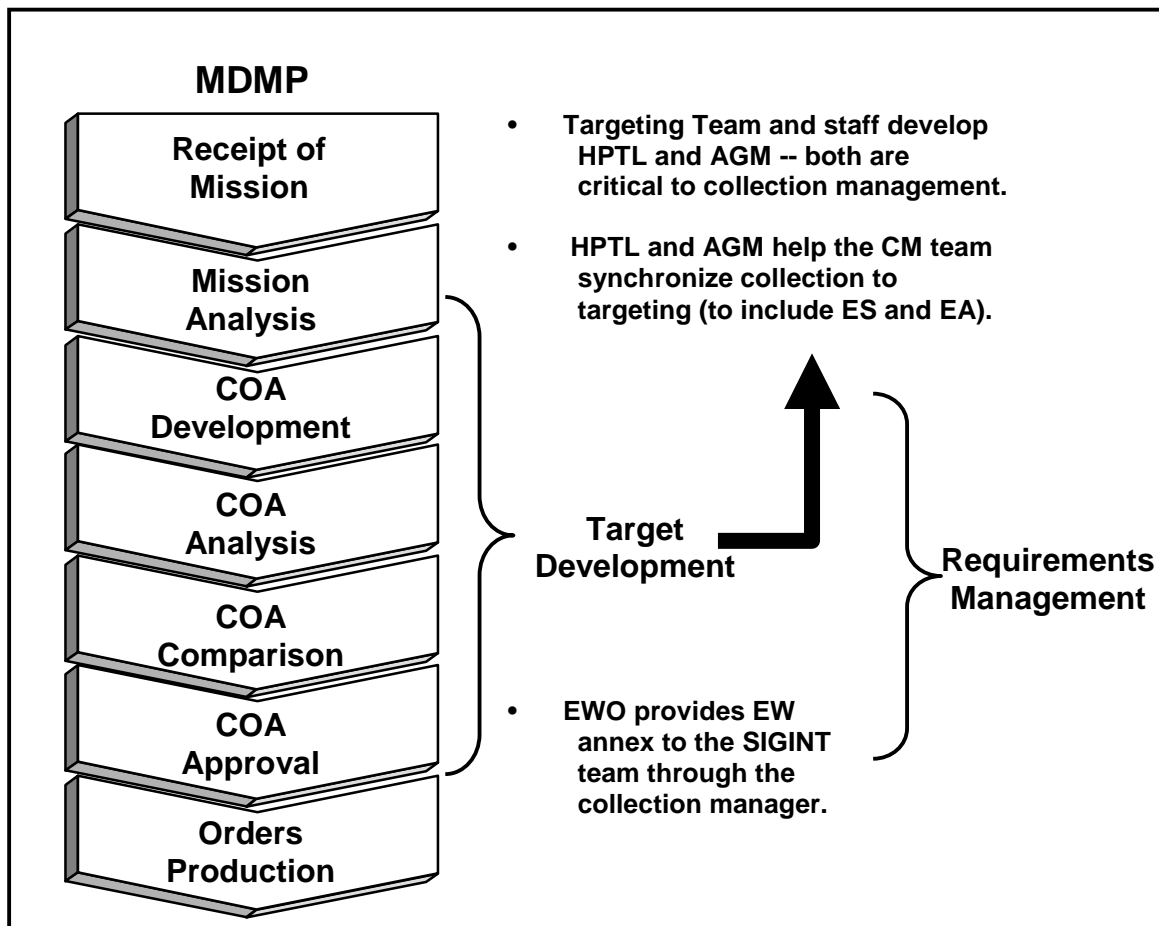 MDMP
Receipt of
Mission
Mission
Analysis
COA
Development
COA
Analysis
COA
Comparison
COA
Approval
Orders
Production
• Targeting Team and staff develop
HPTL and AGM -- both are
critical to collection management.
• HPTL and AGM help the CM team
synchronize collection to
targeting (to include ES and EA).
Target
Development
Requirements
Management
• EWO provides EW
annex to the SIGINT
team through the
collection manager.